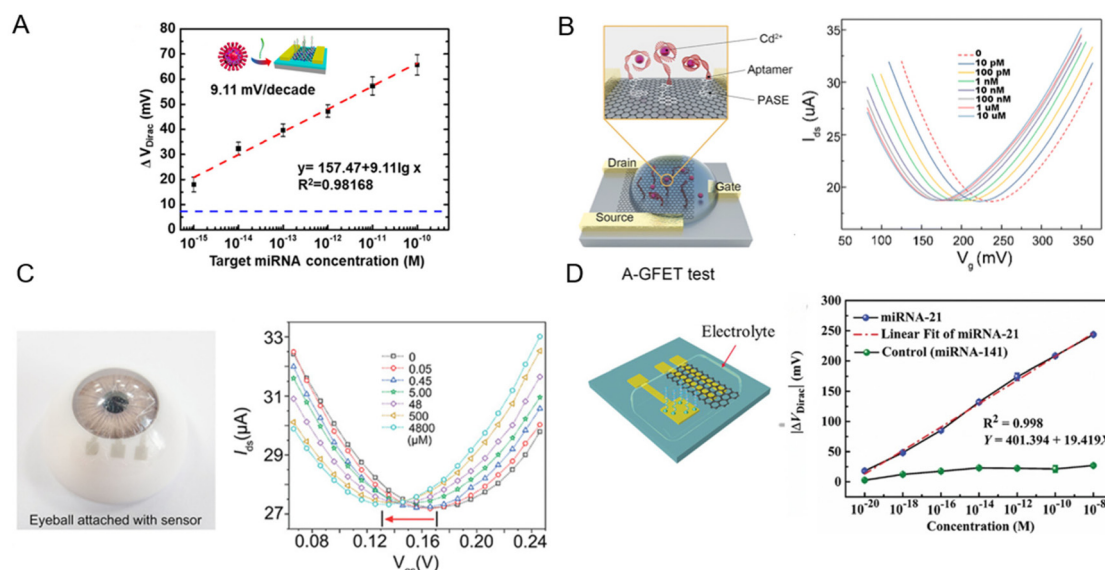 A
80
70
60
50
40
30
20
10
0
Δ V_Dirac (mV)
9.11 mV/decade
y= 157.47+9.11lg x
R²=0.98168
10⁻¹⁵ 10⁻¹⁴ 10⁻¹³ 10⁻¹² 10⁻¹¹ 10⁻¹⁰
Target miRNA concentration (M)
B
Cd²⁺
Aptamer
PASE
Drain
Gate
Source
A-GFET test
35
30
25
20
I_ds (uA)
0
10 pM
100 pM
1 nM
10 nM
100 nM
1 uM
10 uM
50 100 150 200 250 300 350
V_g (mV)
C
Eyeball attached with sensor
33
31
29
27
I_ds(μA)
0
0.05
0.45
5.00
48
500
4800
(μM)
0.08 0.12 0.16 0.20 0.24
D
Electrolyte
300
250
200
150
100
50
0
|ΔV_Dirac| (mV)
miRNA-21
Linear Fit of miRNA-21
Control (miRNA-141)
R² = 0.998
Y = 401.394 + 19.419X
10⁻²⁰ 10⁻¹⁸ 10⁻¹⁶ 10⁻¹⁴ 10⁻¹² 10⁻¹⁰ 10⁻⁸
Concentration (M)